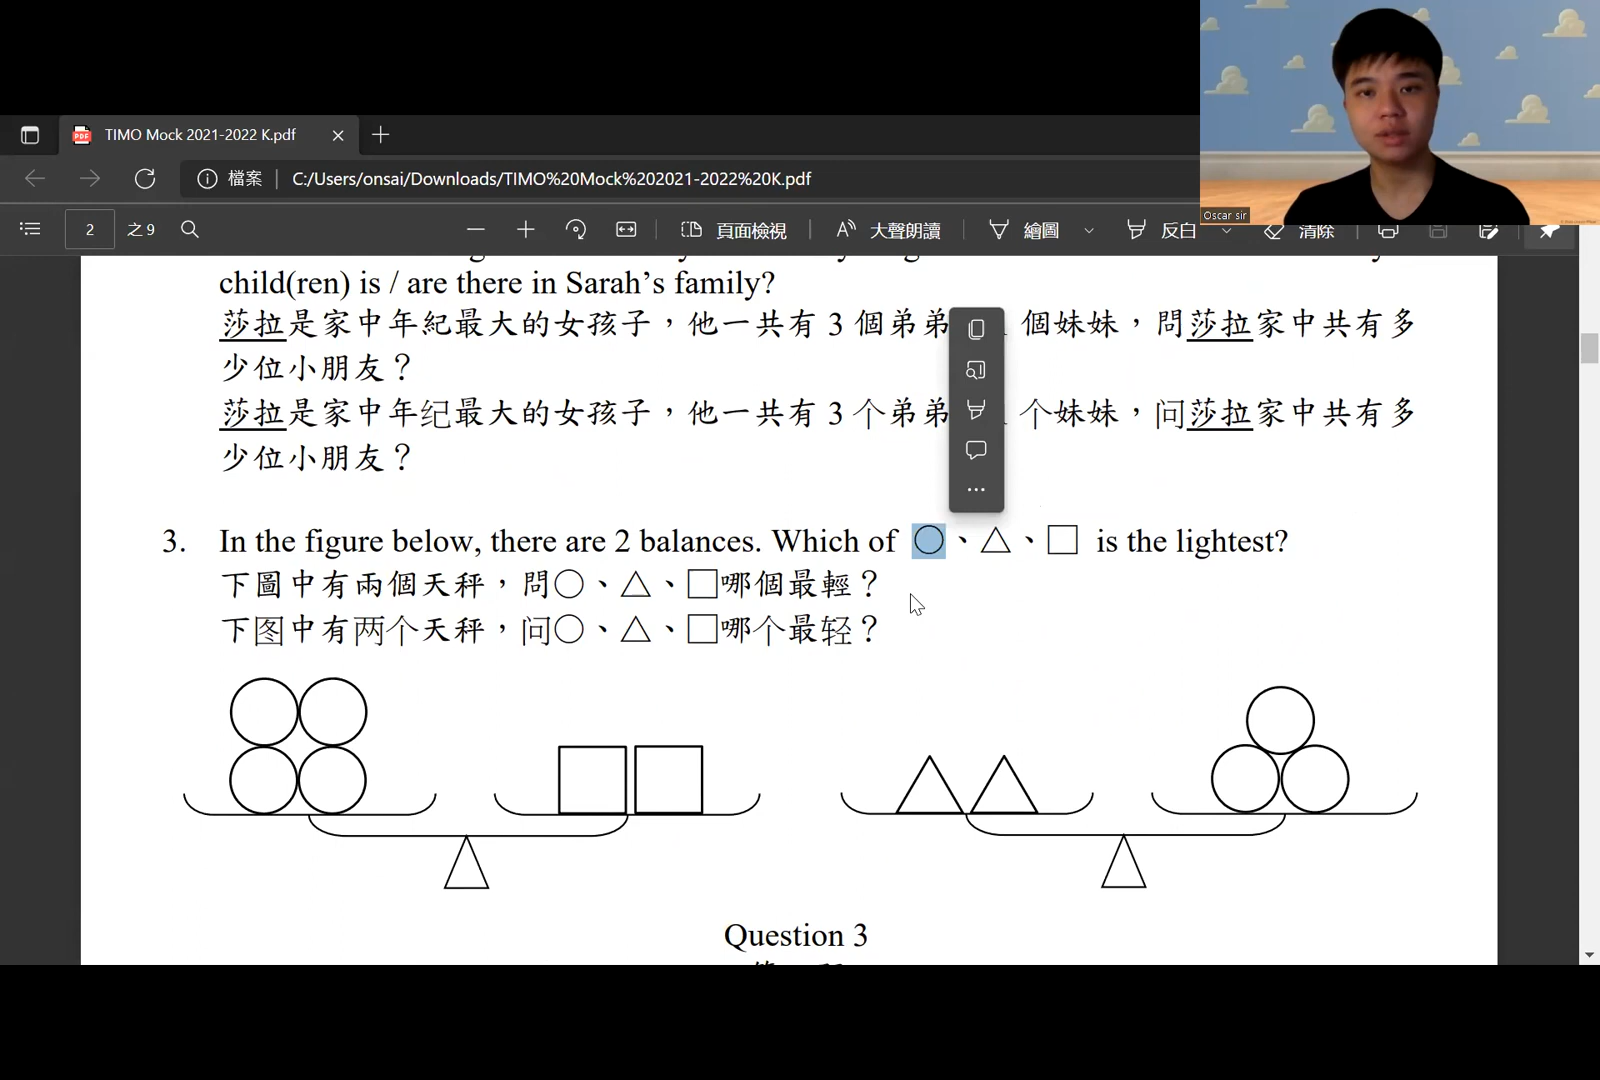 TIMO Mock 2021-2022 K.pdf
檔案 C:/Users/onsai/Downloads/TIMO%20Mock%202021-2022%20K.pdf
Oscar sir
2 之 9 頁面檢視 大聲朗讀 繪圖 反白 清除
child(ren) is / are there in Sarah's family?
莎拉是家中年紀最大的女孩子，他一共有 3 個弟弟 個妹妹，問莎拉家中共有多
少位小朋友？
莎拉是家中年纪最大的女孩子，他一共有 3 个弟弟 个妹妹，问莎拉家中共有多
少位小朋友？
3. In the figure below, there are 2 balances. Which of ○、△、□ is the lightest?
下圖中有兩個天秤，問○、△、□哪個最輕？
下图中有两个天秤，问○、△、□哪个最轻？
Question 3